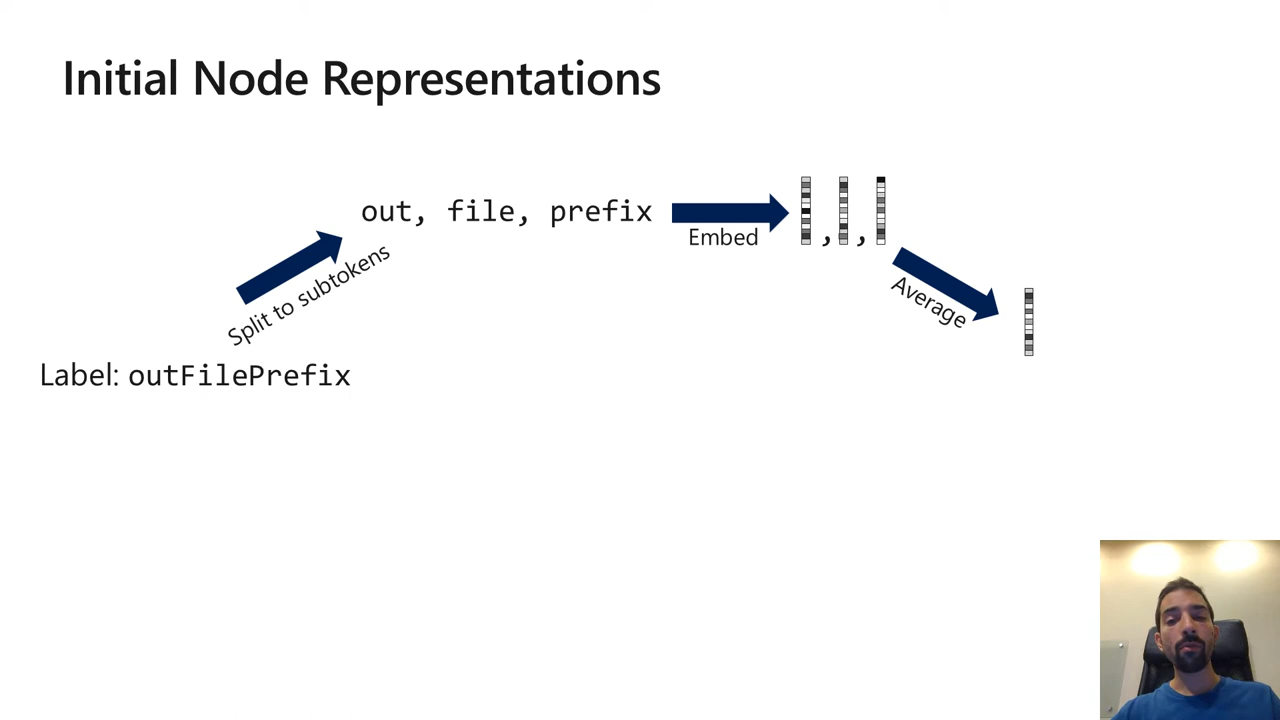 Initial Node Representations
out, file, prefix
Embed
, ,
Split to subtokens
Average
Label: outFilePrefix